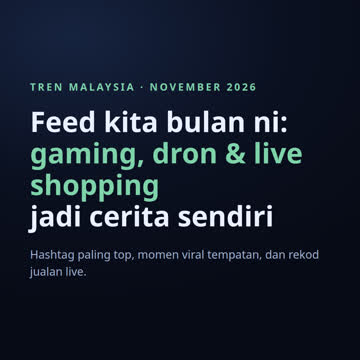 TREN MALAYSIA · NOVEMBER 2026
Feed kita bulan ni:
gaming, dron & live
shopping
jadi cerita sendiri
Hashtag paling top, momen viral tempatan, dan rekod
jualan live.